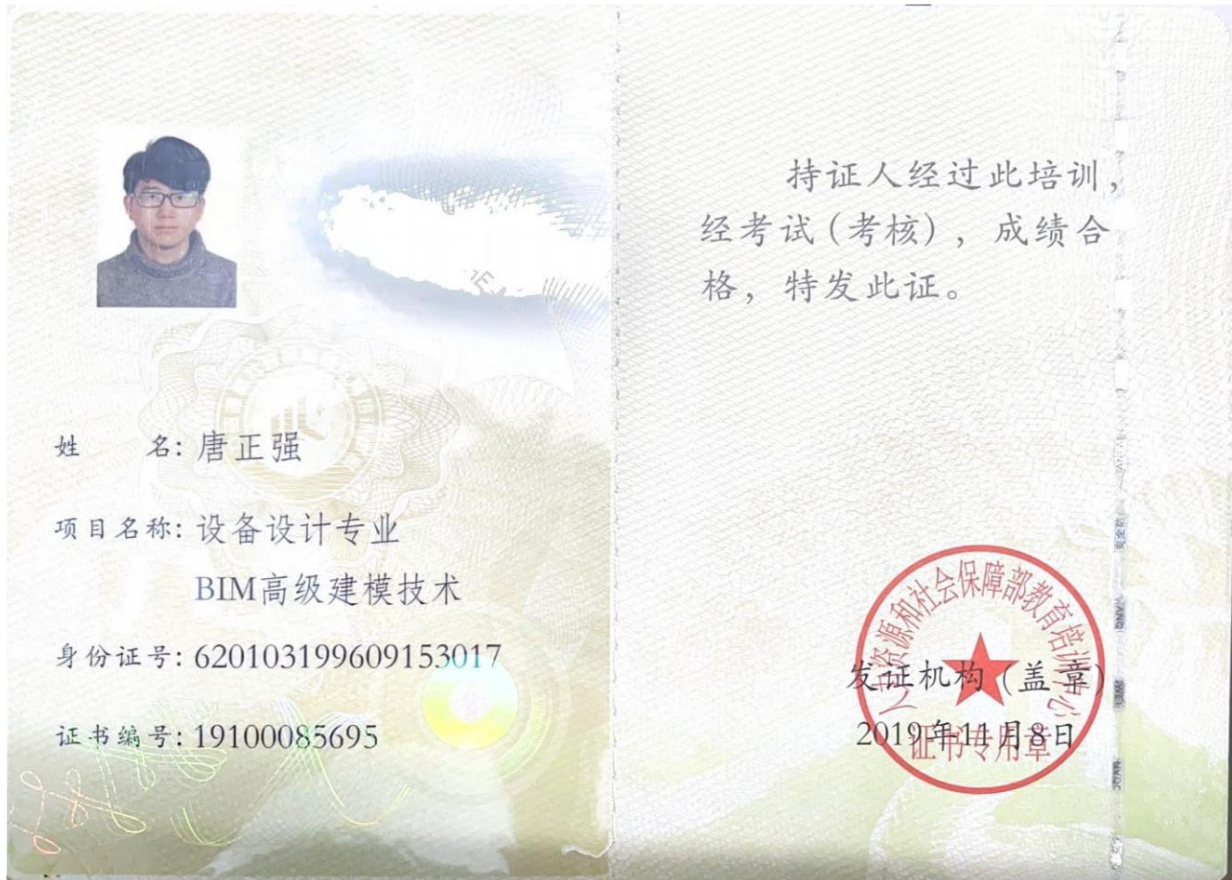 姓 名:唐正强
项目名称:设备设计专业
BIM高级建模技术
身份证号:620103199609153017
证书编号:19100085695
持证人经过此培训,
经考试(考核),成绩合
格,特发此证。
人力资源和社会保障部教育培训中心
发证机构(盖章)
2019年11月8日
证书专用章